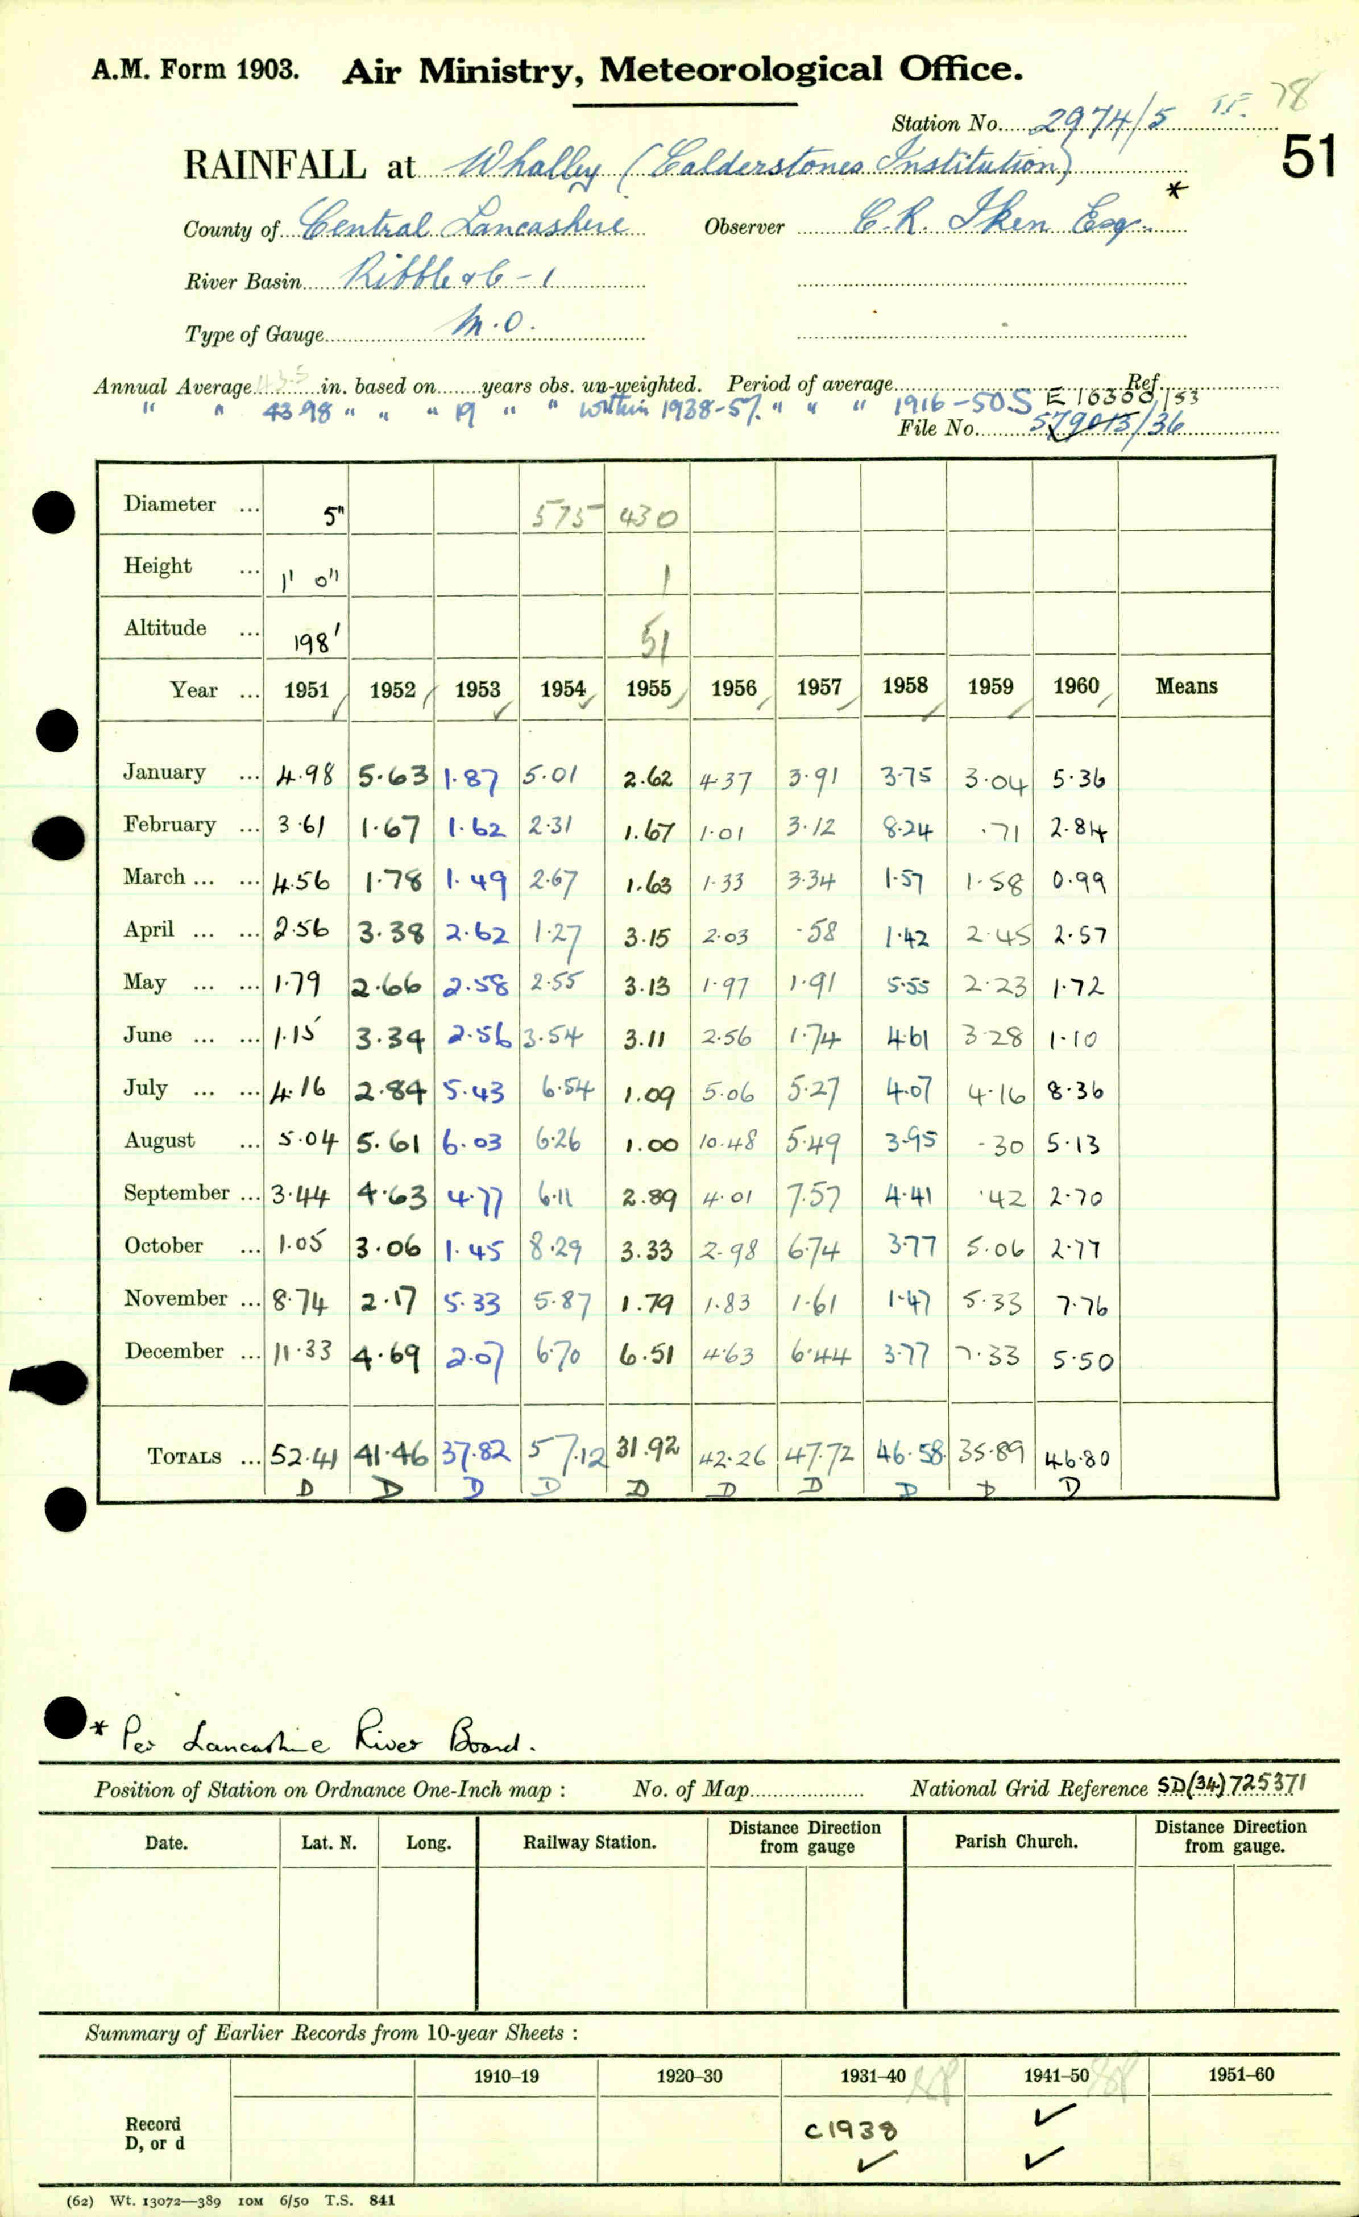 A.M. Form 1903. Air Ministry, Meteorological Office.
Station No. 2974/5 78
51
RAINFALL at Whalley (Calderstones Institution)
County of Central Lancashire Observer C.R. Iken Esq. *
River Basin Ribble & C - 1
Type of Gauge M.O.
Annual Average 43.5 in. based on years obs. un-weighted. Period of average Ref.
" " 43.98 " " " 19 " " " within 1938-57. " " " 1916-50.S E 10300/53
File No. 579013/36
Diameter ... 5" 575 430
Height ... 1' 0" 1
Altitude ... 198' 51
Year ... 1951 1952 1953 1954 1955 1956 1957 1958 1959 1960 Means
January ... 4.98 5.63 1.87 5.01 2.62 4.37 3.91 3.75 3.04 5.36
February ... 3.61 1.67 1.62 2.31 1.67 1.01 3.12 8.24 .71 2.84
March ... ... 4.56 1.78 1.49 2.67 1.63 1.33 3.34 1.57 1.58 0.99
April ... ... 2.56 3.38 2.62 1.27 3.15 2.03 .58 1.42 2.45 2.57
May ... ... 1.79 2.66 2.58 2.55 3.13 1.97 1.91 5.55 2.23 1.72
June ... ... 1.15 3.34 2.56 3.54 3.11 2.56 1.74 4.61 3.28 1.10
July ... ... 4.16 2.84 5.43 6.54 1.09 5.06 5.27 4.07 4.16 8.36
August ... 5.04 5.61 6.03 6.26 1.00 10.48 5.49 3.95 .30 5.13
September ... 3.44 4.63 4.77 6.11 2.89 4.01 7.57 4.41 .42 2.70
October ... 1.05 3.06 1.45 8.29 3.33 2.98 6.74 3.77 5.06 2.77
November ... 8.74 2.17 5.33 5.87 1.79 1.83 1.61 1.47 5.33 7.76
December ... 11.33 4.69 2.07 6.70 6.51 4.63 6.44 3.77 7.33 5.50
TOTALS ... 52.41 41.46 37.82 57.12 31.92 42.26 47.72 46.58 35.89 46.80
D D D D D D D D D D
* Per Lancashire River Board.
Position of Station on Ordnance One-Inch map : No. of Map National Grid Reference SD(34)725371
Date. Lat. N. Long. Railway Station. Distance from Direction gauge Parish Church. Distance from Direction gauge.
Summary of Earlier Records from 10-year Sheets :
1910–19 1920–30 1931–40 1941–50 1951–60
Record D, or d C1938 ✓ ✓ ✓
(62) Wt. 13072—389 10M 6/50 T.S. 841